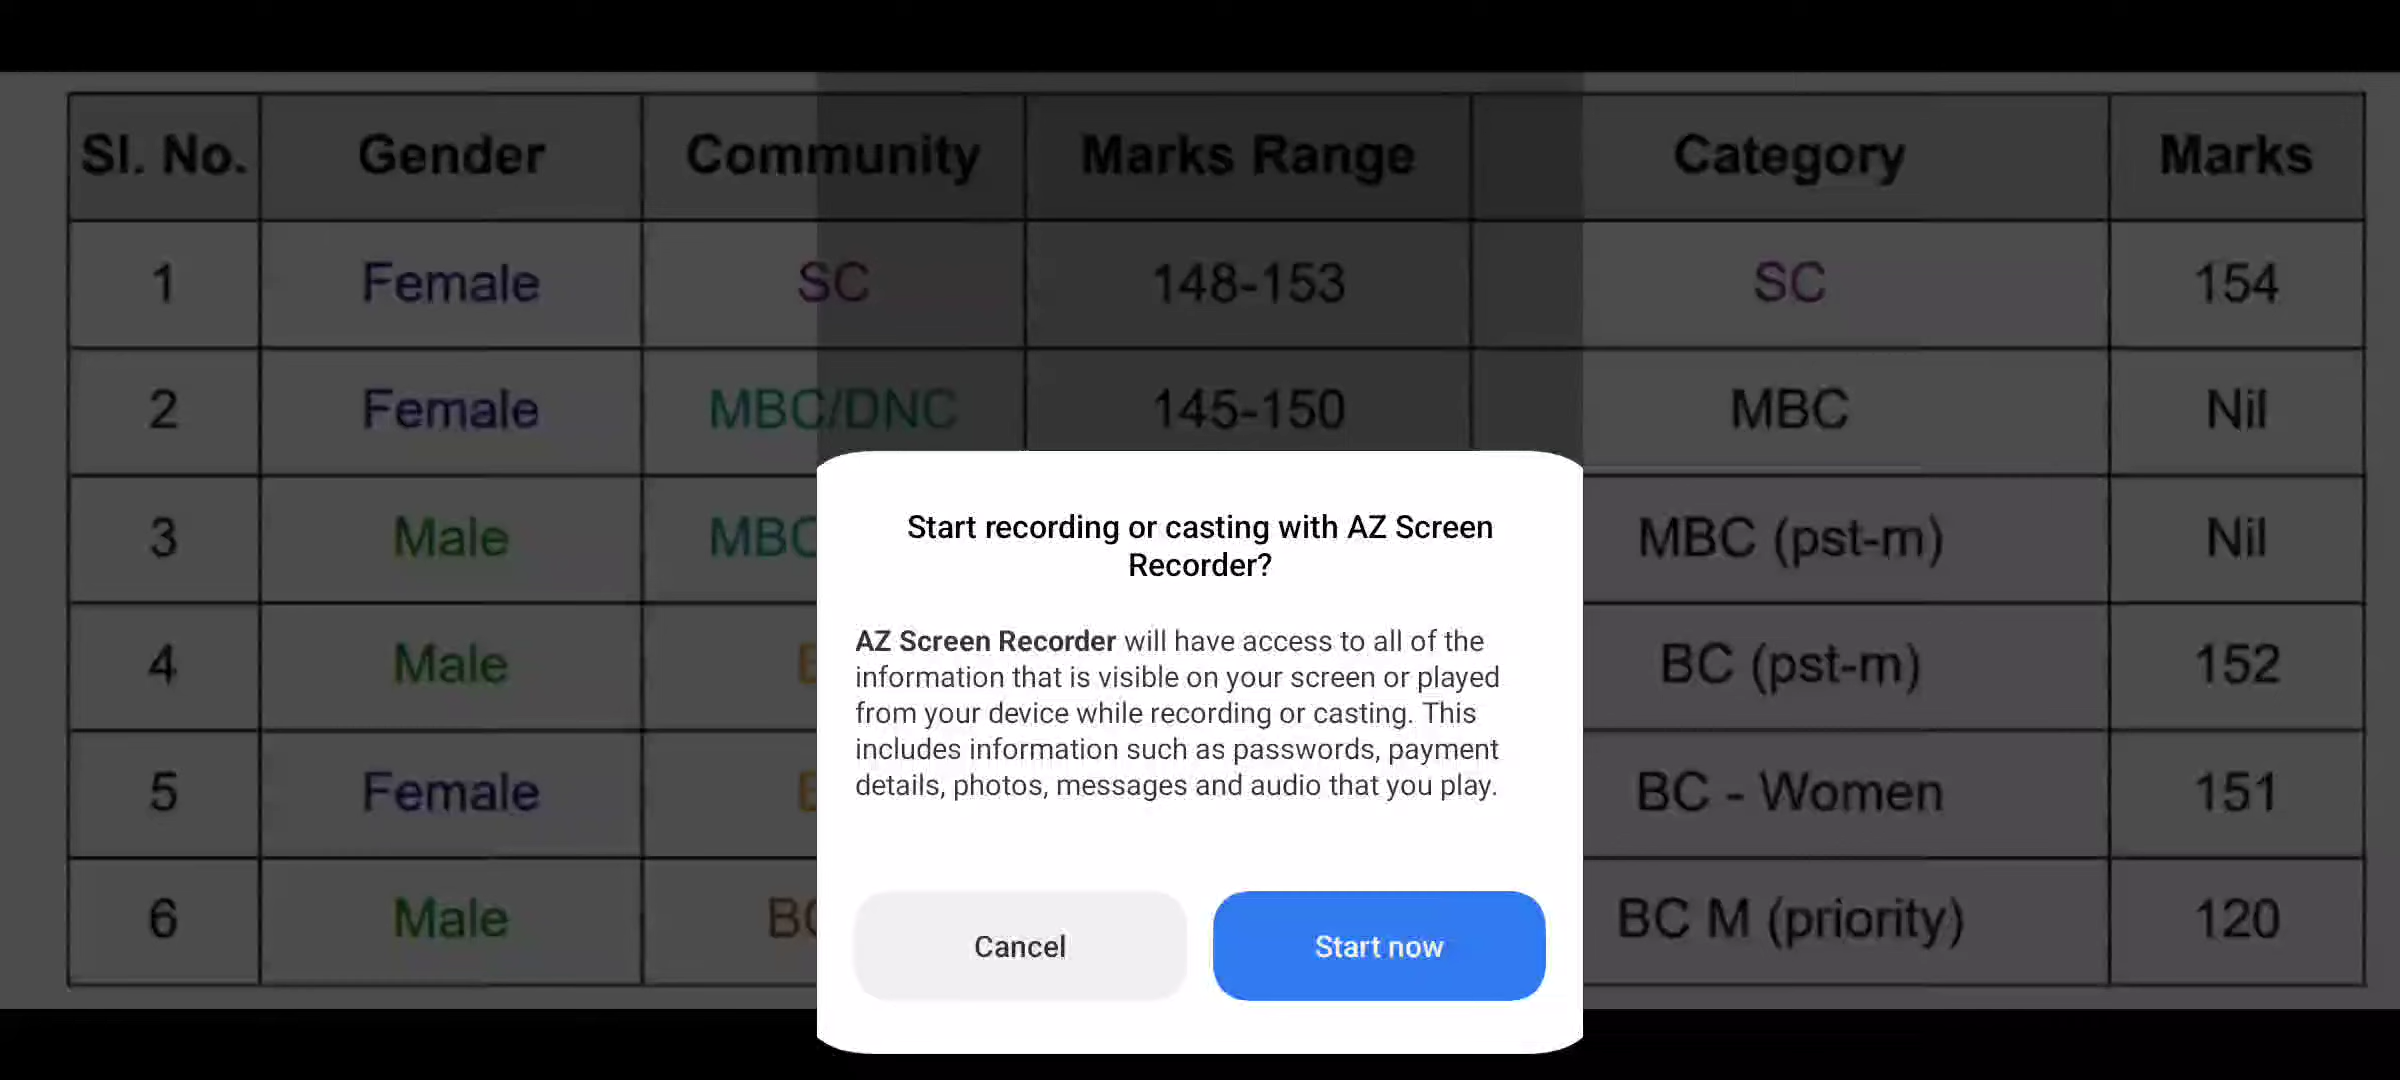 Sl. No. Gender Community Marks Range Category Marks
1 Female SC 148-153 SC 154
2 Female MBC/DNC 145-150 MBC Nil
3 Male MBC (pst-m) Nil
4 Male BC (pst-m) 152
5 Female BC - Women 151
6 Male BC M (priority) 120
Start recording or casting with AZ Screen
Recorder?
AZ Screen Recorder will have access to all of the
information that is visible on your screen or played
from your device while recording or casting. This
includes information such as passwords, payment
details, photos, messages and audio that you play.
Cancel Start now